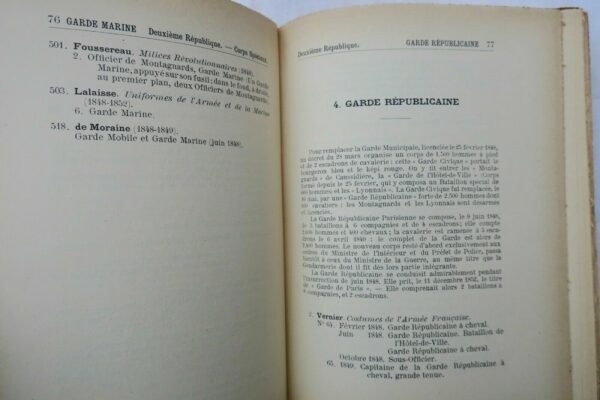 76 GARDE MARINE Deuxième République. — Corps Spéciaux.
501. Foussereau. Milices Révolutionnaires (1848).
2. Officier de Montagnards, Garde Marine (Un Garde
Marine, appuyé sur son fusil; dans le fond, à droite,
au premier plan, deux Officiers de Montagnards).
503. Lalaisse. Uniformes de l'Armée et de la Marine
(1848-1852).
6. Garde Marine.
518. de Moraine (1848-1849).
Garde Mobile et Garde Marine (juin 1848).
Deuxième République. GARDE RÉPUBLICAINE 77
4. GARDE RÉPUBLICAINE
Pour remplacer la Garde Municipale, licenciée le 25 février 1848,
un décret du 28 mars organise un corps de 1.500 hommes à pied
et de 2 escadrons de cavalerie : cette « Garde Civique » portait le
bourgeron bleu et le képi rouge. On y fit entrer les « Monta-
gnards » de Caussidière, la « Garde de l'Hôtel-de-Ville » Corps
formé depuis le 25 février, qui y composa un Bataillon spécial de
600 hommes et les « Lyonnais ». La Garde Civique fut remplacée, le
16 mai, par une « Garde Républicaine » forte de 2.500 hommes dont
400 cavaliers : les Montagnards et les Lyonnais sont désarmés
et licenciés.
La Garde Républicaine Parisienne se compose, le 9 juin 1848,
de 3 bataillons à 6 compagnies et de 4 escadrons; elle compte
2.000 hommes et 400 chevaux; la cavalerie est ramenée à 3 esca-
drons le 6 avril 1849 : le complet de la Garde est alors de
hommes. Le nouveau corps ressort d'abord exclusivement aux
ordres du Ministre de l'Intérieur et du Préfet de Police, passa
bientôt à ceux du Ministre de la Guerre, au même titre que la
Gendarmerie dont il fit dès lors partie intégrante.
La Garde Républicaine se conduisit admirablement pendant
l'insurrection de juin 1848. Elle prit, le 11 décembre 1852, le titre
de « Garde de Paris ». — Elle comprenait alors 2 bataillons à
compagnies, et 2 escadrons.
2. Vernier. Costumes de l'Armée Française.
Nº 64. Février 1848. Garde Républicaine à cheval.
Juin 1848. Garde Républicaine. Bataillon de
l'Hôtel-de-Ville.
Garde Républicaine à cheval.
Octobre 1848. Sous-Officier.
65. 1849. Capitaine de la Garde Républicaine à
cheval, grande tenue.